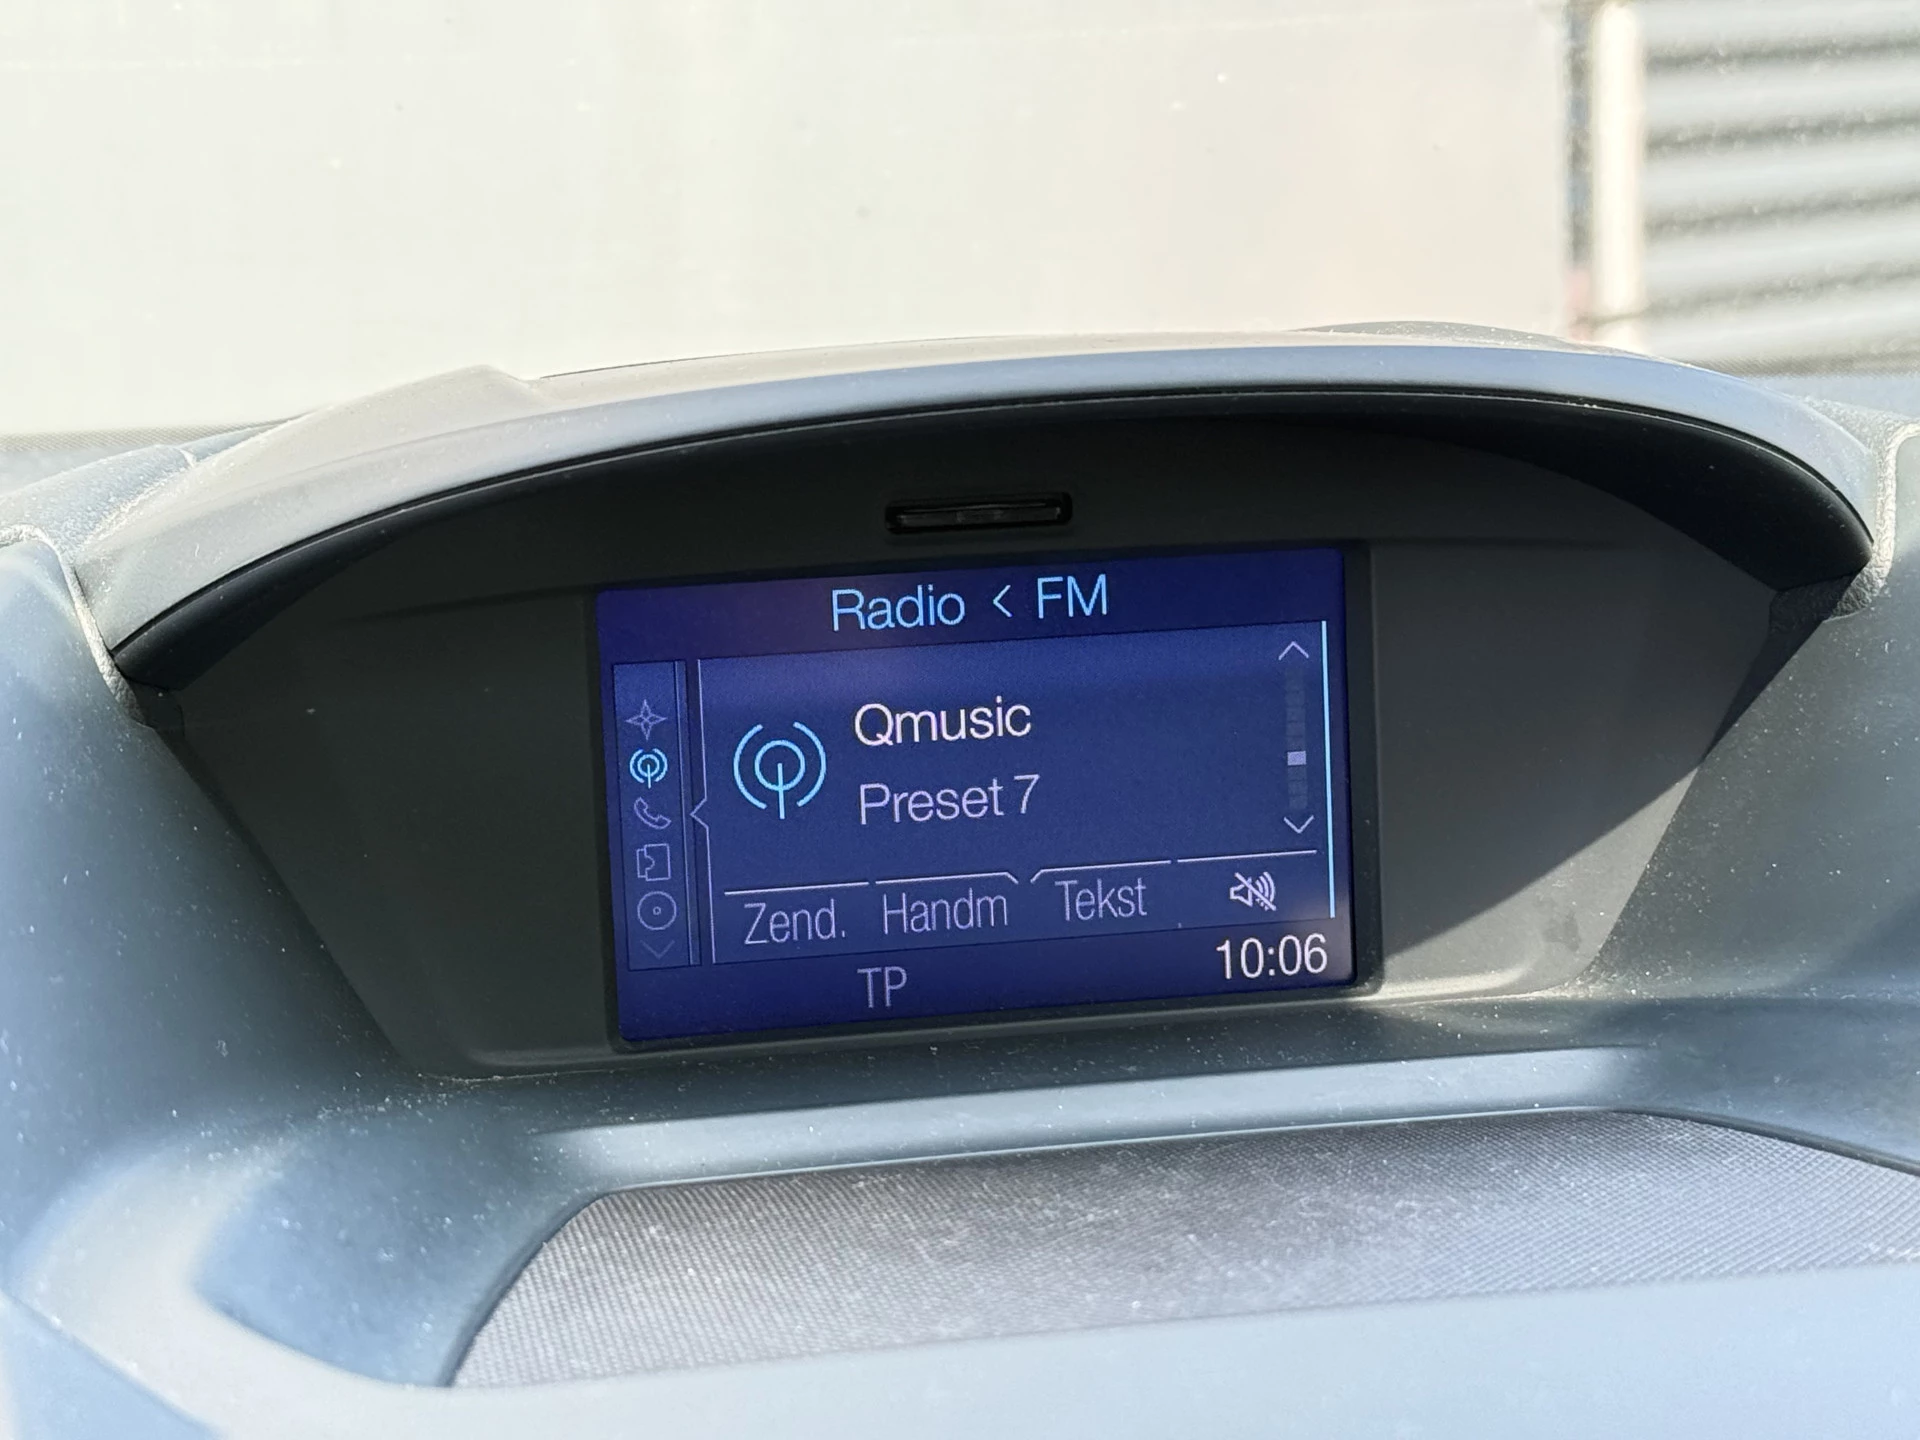 Radio < FM
Qmusic
Preset 7
Zend. Handm Tekst
TP 10:06